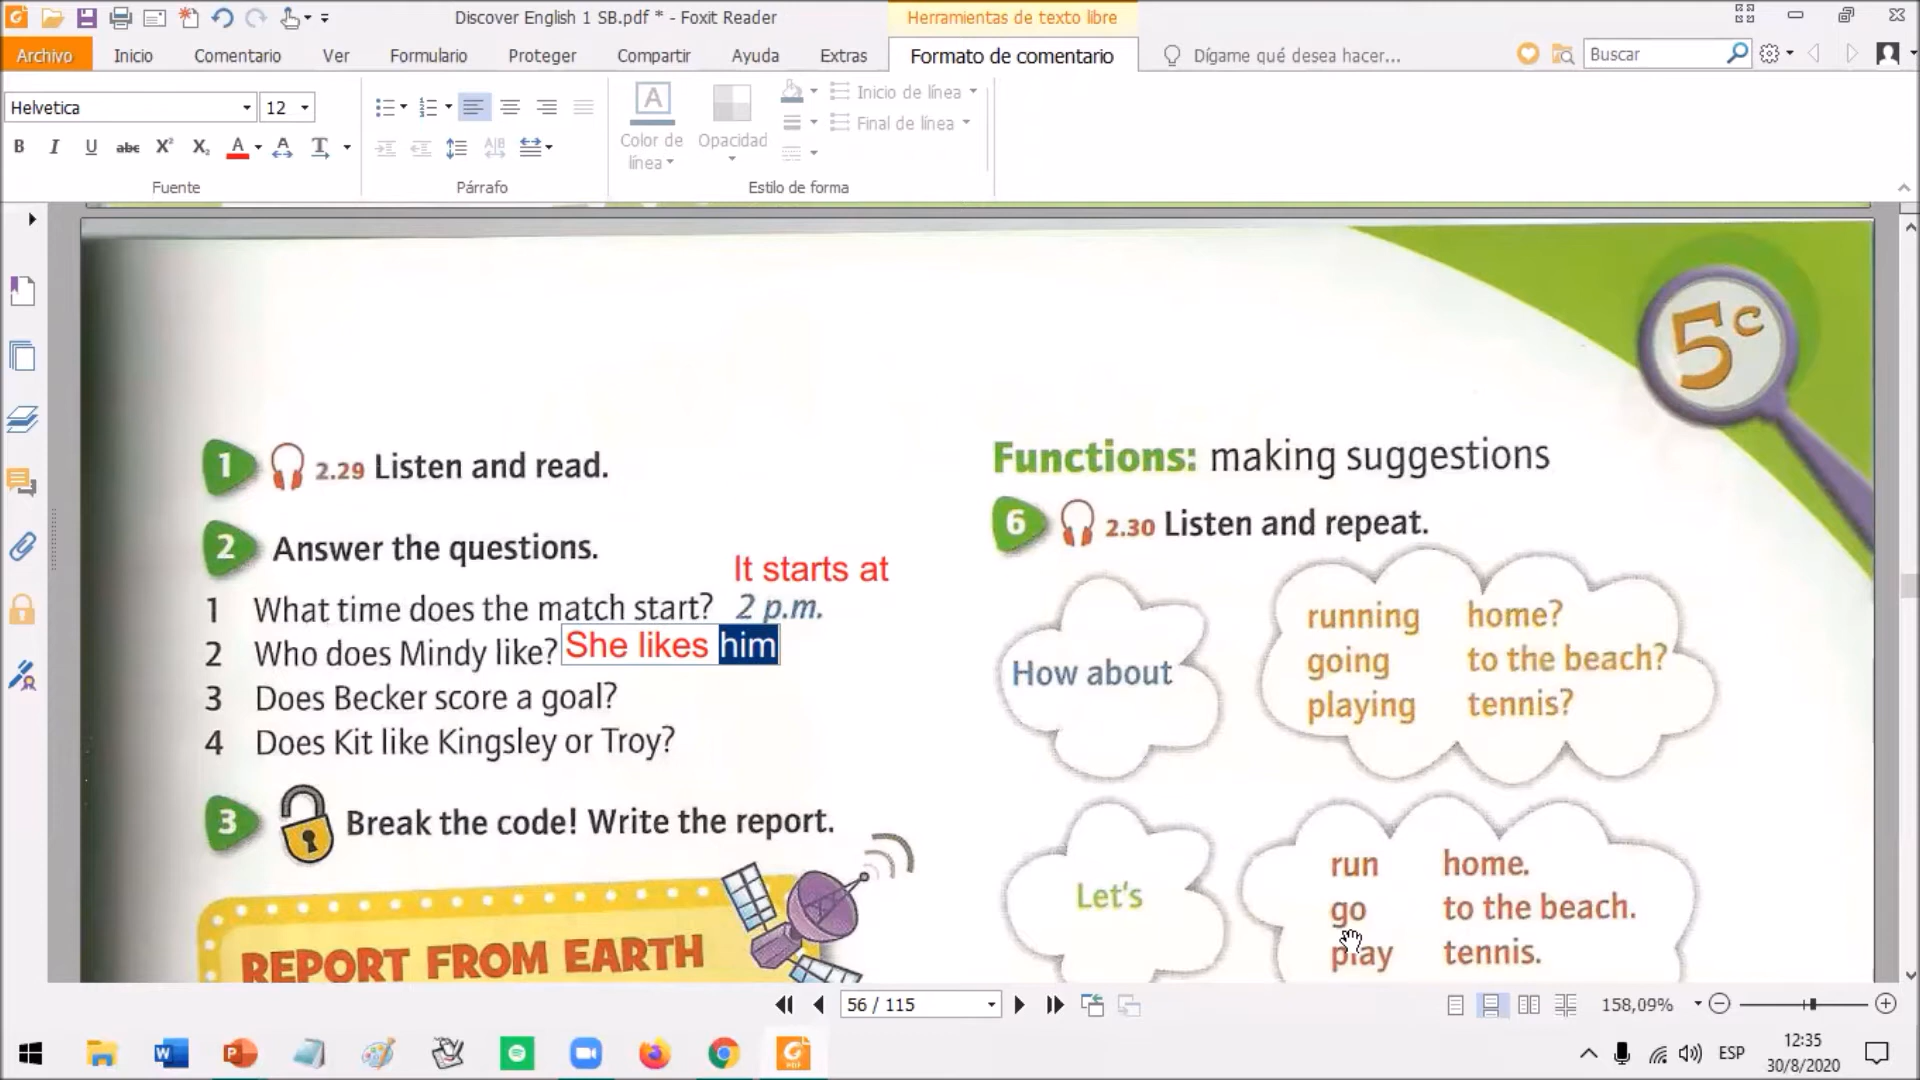 Discover English 1 SB.pdf * - Foxit Reader
Herramientas de texto libre
Archivo
Inicio
Comentario
Ver
Formulario
Proteger
Compartir
Ayuda
Extras
Formato de comentario
Dígame qué desea hacer...
Buscar
Helvetica
12
Color de línea
Opacidad
Inicio de línea
Final de línea
Fuente
Párrafo
Estilo de forma
5c
1 2.29 Listen and read.
2 Answer the questions.
It starts at
1 What time does the match start? 2 p.m.
2 Who does Mindy like? She likes him
3 Does Becker score a goal?
4 Does Kit like Kingsley or Troy?
3 Break the code! Write the report.
REPORT FROM EARTH
Functions: making suggestions
6 2.30 Listen and repeat.
How about
running home?
going to the beach?
playing tennis?
Let's
run home.
go to the beach.
play tennis.
56 / 115
158,09%
ESP
12:35
30/8/2020